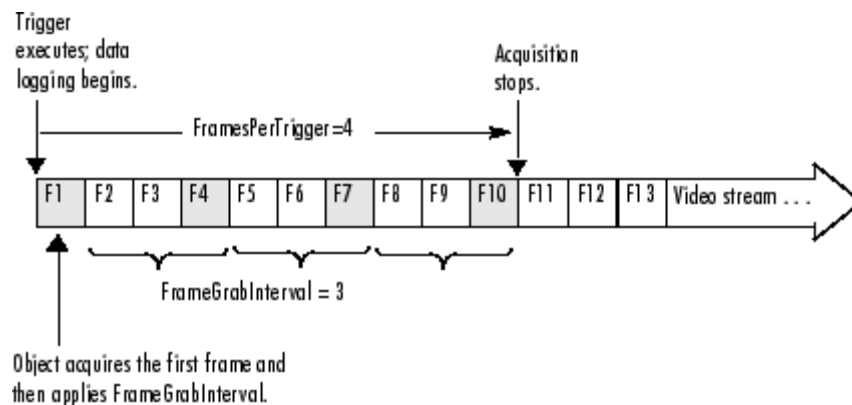 Trigger
executes; data
logging begins.
Acquisition
stops.
FramesPerTrigger=4
F1 F2 F3 F4 F5 F6 F7 F8 F9 F10 F11 F12 F13 Video stream . . .
FrameGrabInterval = 3
Object acquires the first frame and
then applies FrameGrabInterval.